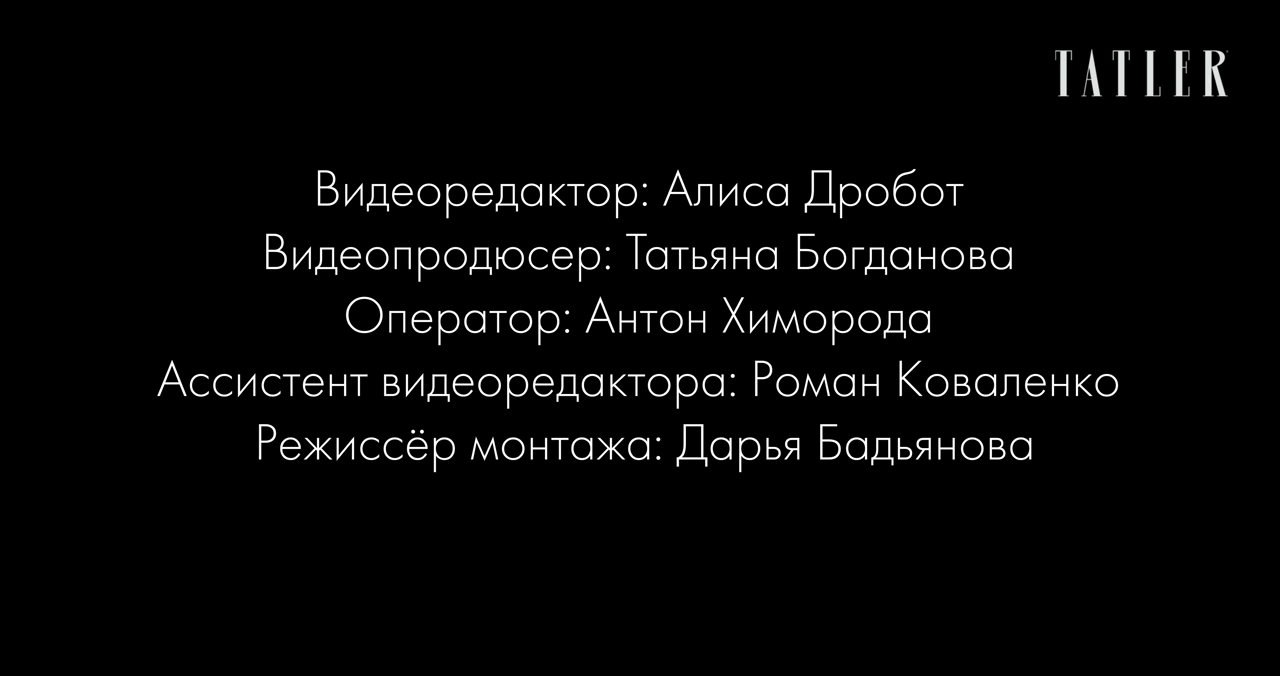 TATLER
Видеоредактор: Алиса Дробот
Видеопродюсер: Татьяна Богданова
Оператор: Антон Химорода
Ассистент видеоредактора: Роман Коваленко
Режиссёр монтажа: Дарья Бадьянова